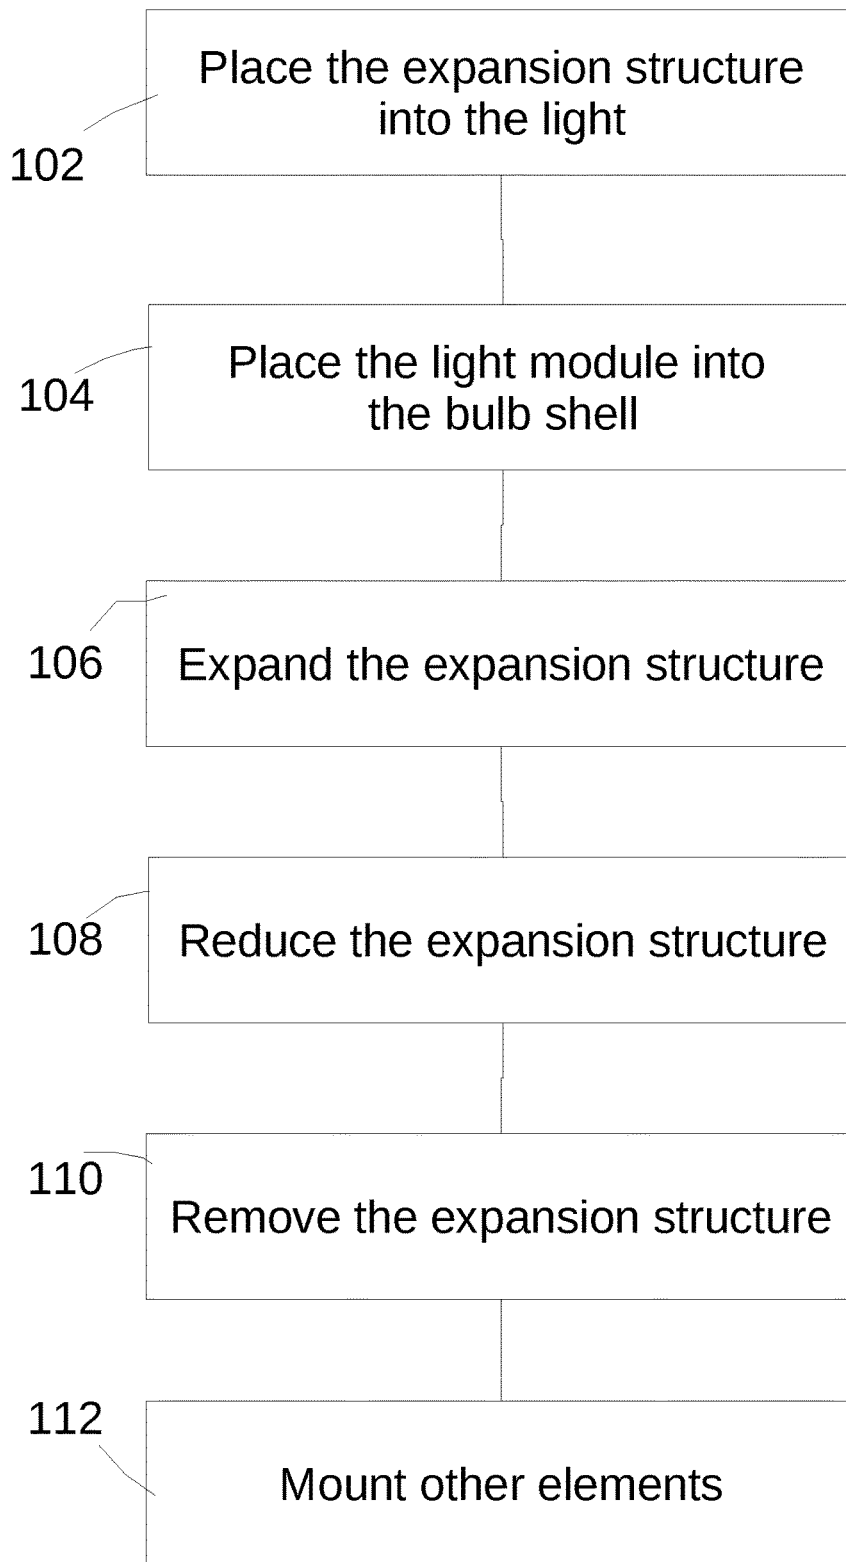 Place the expansion structure
into the light
102
Place the light module into
the bulb shell
104
106
Expand the expansion structure
108
Reduce the expansion structure
110
Remove the expansion structure
112
Mount other elements